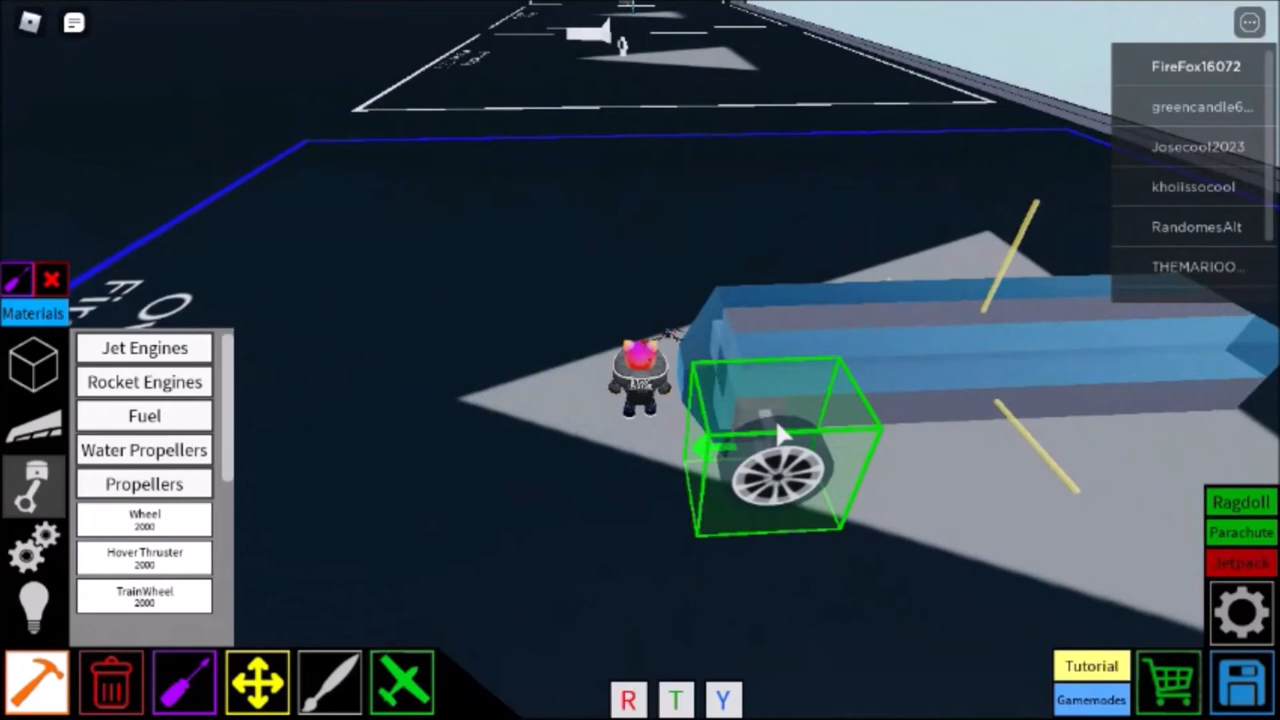 FireFox16072
greencandle6...
Josecool2023
khoiissocool
RandomesAlt
THEMARIOO...
Materials
Jet Engines
Rocket Engines
Fuel
Water Propellers
Propellers
Wheel
2000
Hover Thruster
2000
TrainWheel
2000
Ragdoll
Parachute
Jetpack
Tutorial
Gamemodes
R
T
Y